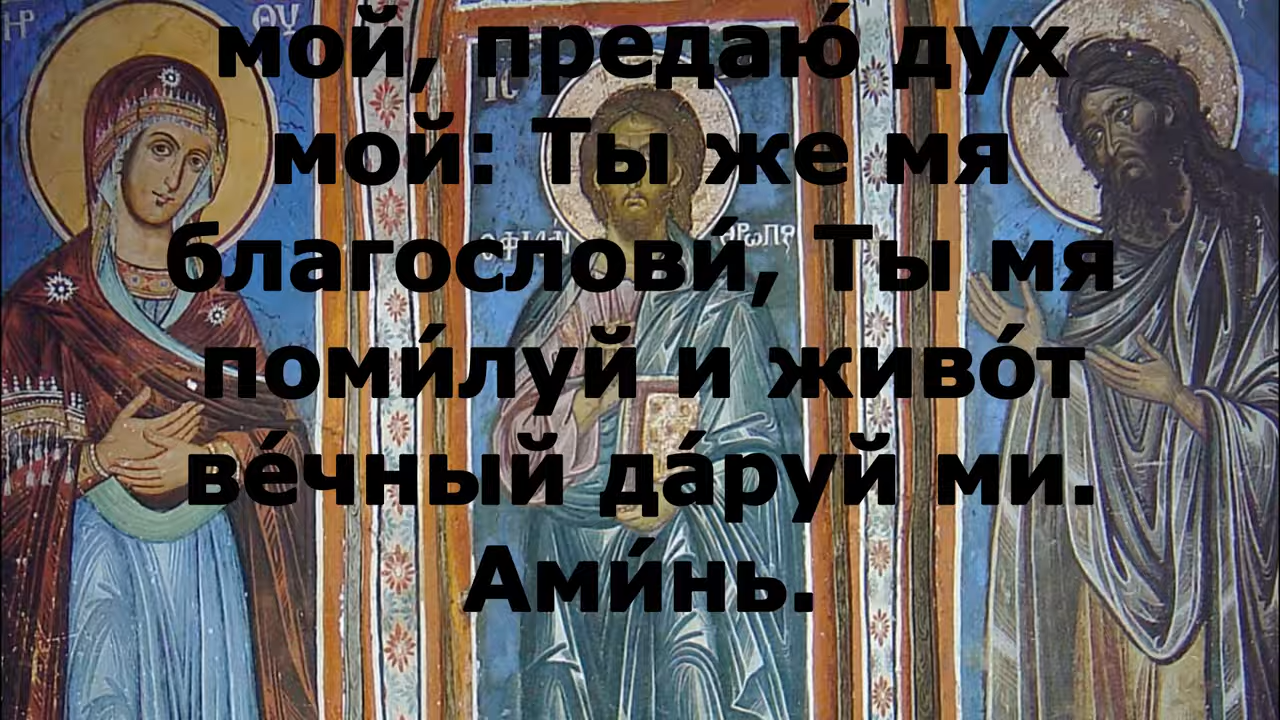 мой, предаю́ дух
мой: Ты же мя
благослови́, Ты мя
поми́луй и живо́т
ве́чный да́руй ми.
Ами́нь.
ΘΥ